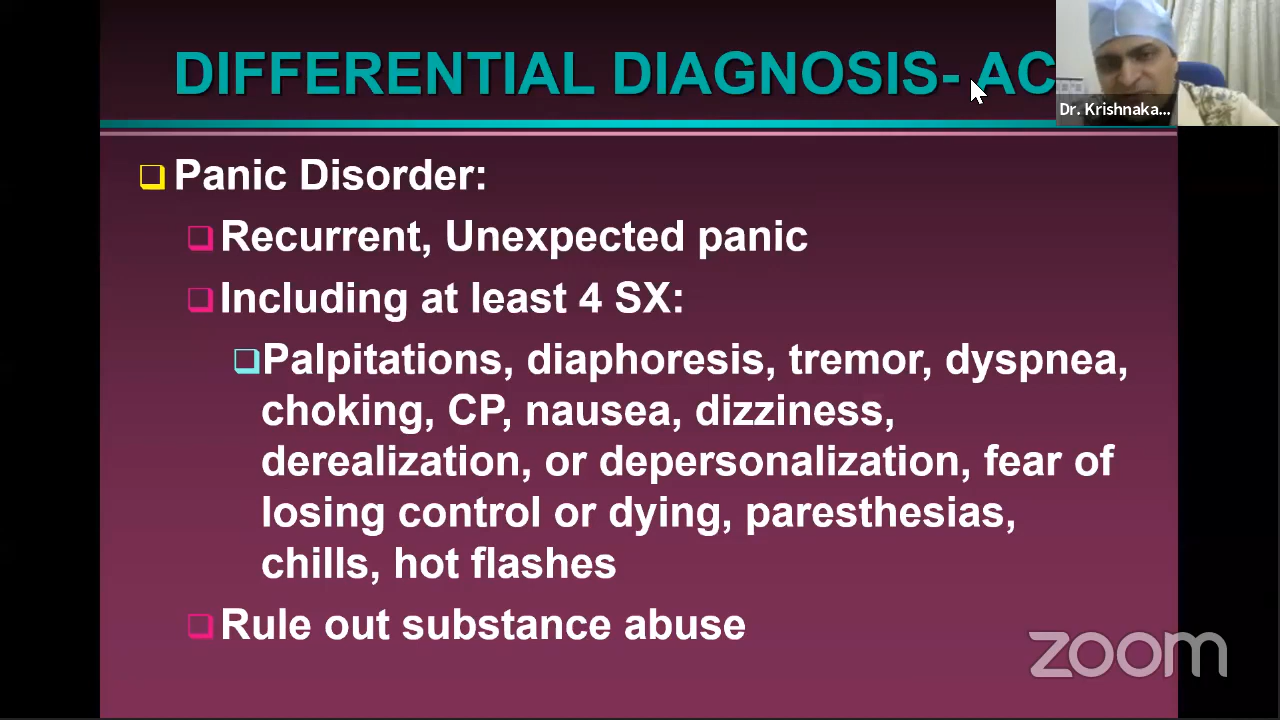 DIFFERENTIAL DIAGNOSIS- AC
Dr. Krishnaka...
Panic Disorder:
Recurrent, Unexpected panic
Including at least 4 SX:
Palpitations, diaphoresis, tremor, dyspnea,
choking, CP, nausea, dizziness,
derealization, or depersonalization, fear of
losing control or dying, paresthesias,
chills, hot flashes
Rule out substance abuse
zoom